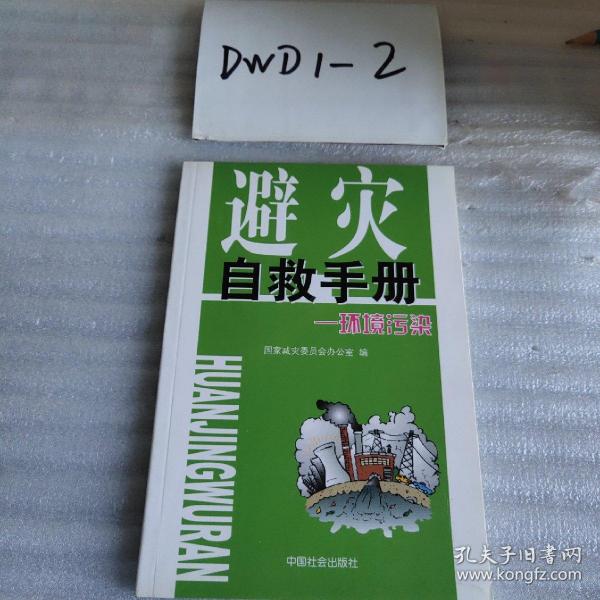 DWD1-2
避灾
自救手册
—环境污染
国家减灾委员会办公室 编
HUANJINGWURAN
中国社会出版社
孔夫子旧书网
www.kongfz.com